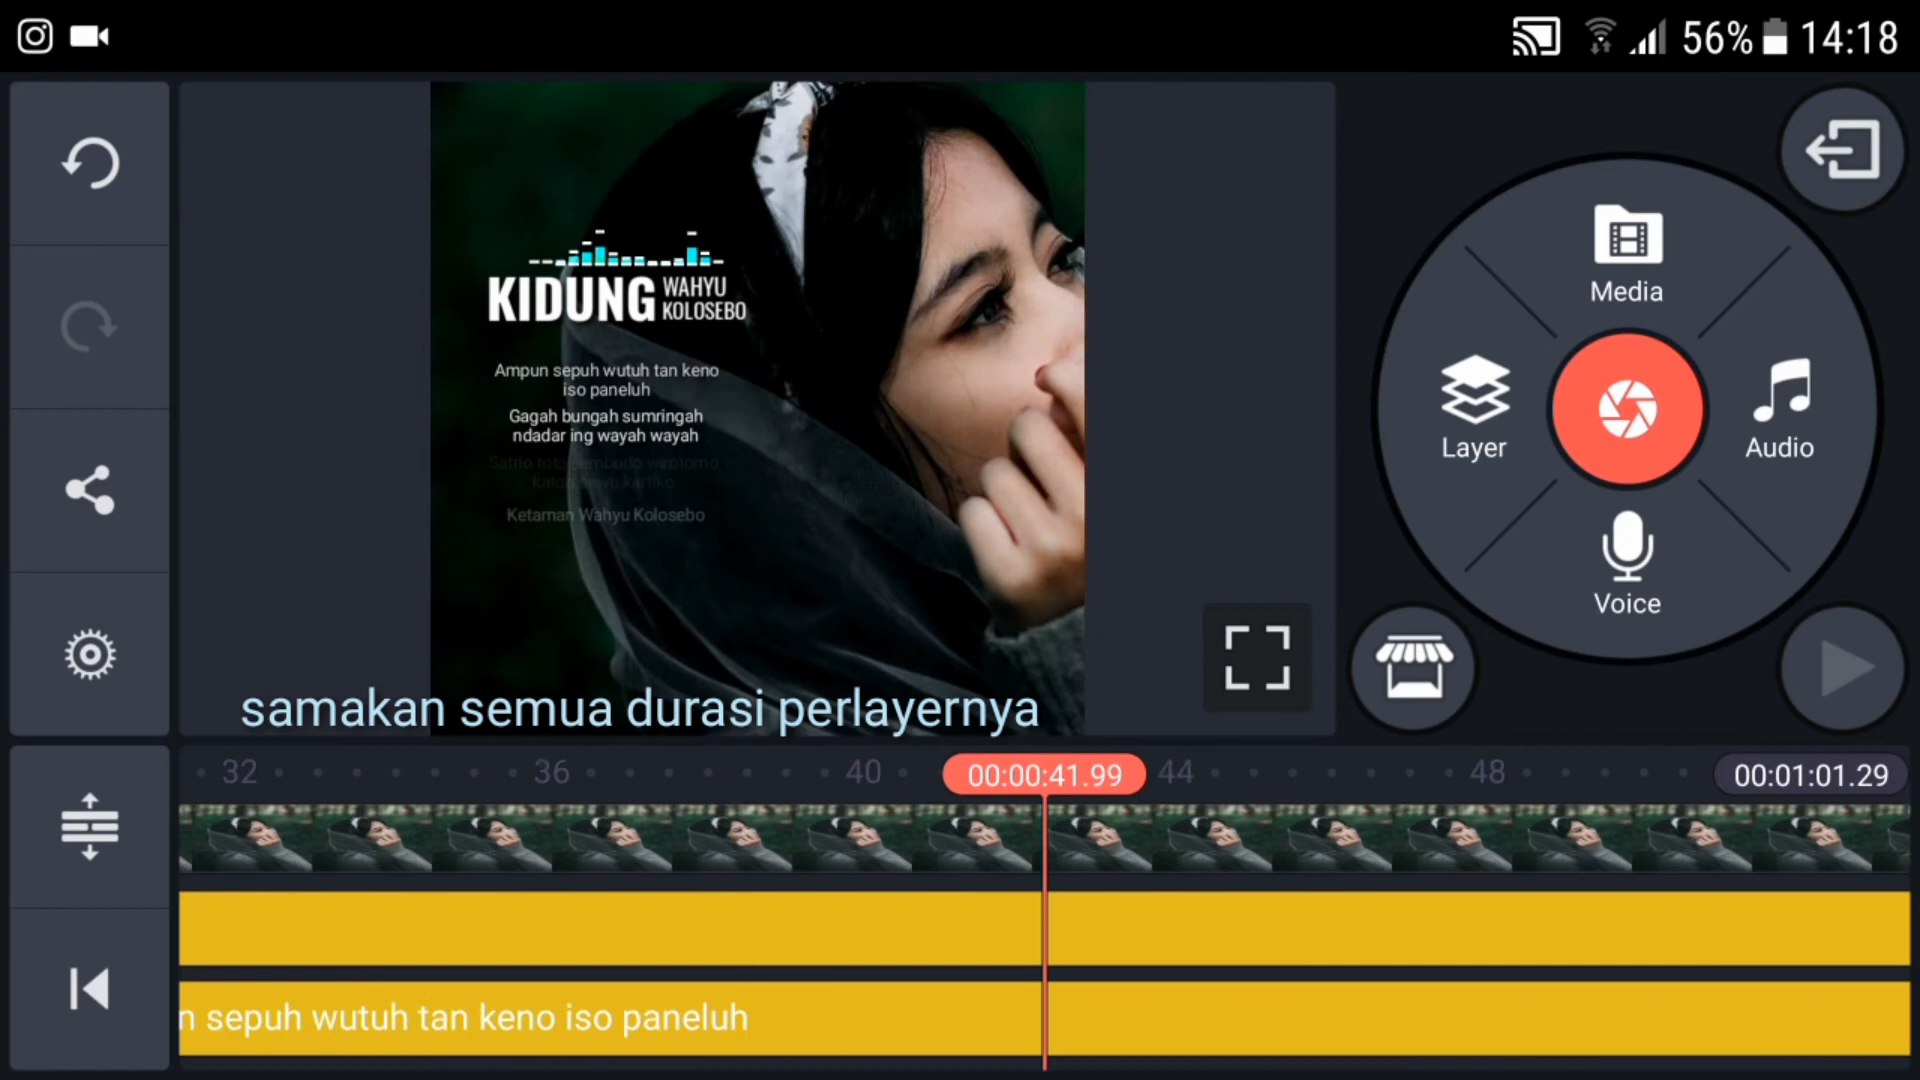 56% 14:18
Media
Layer
Audio
Voice
KIDUNG WAHYU
KOLOSEBO
Ampun sepuh wutuh tan keno
iso paneluh
Gagah bungah sumringah
ndadar ing wayah wayah
Satrio toto
Ketaman Wahyu Kolosebo
samakan semua durasi perlayernya
32 36 40 00:00:41.99 44 48 00:01:01.29
n sepuh wutuh tan keno iso paneluh